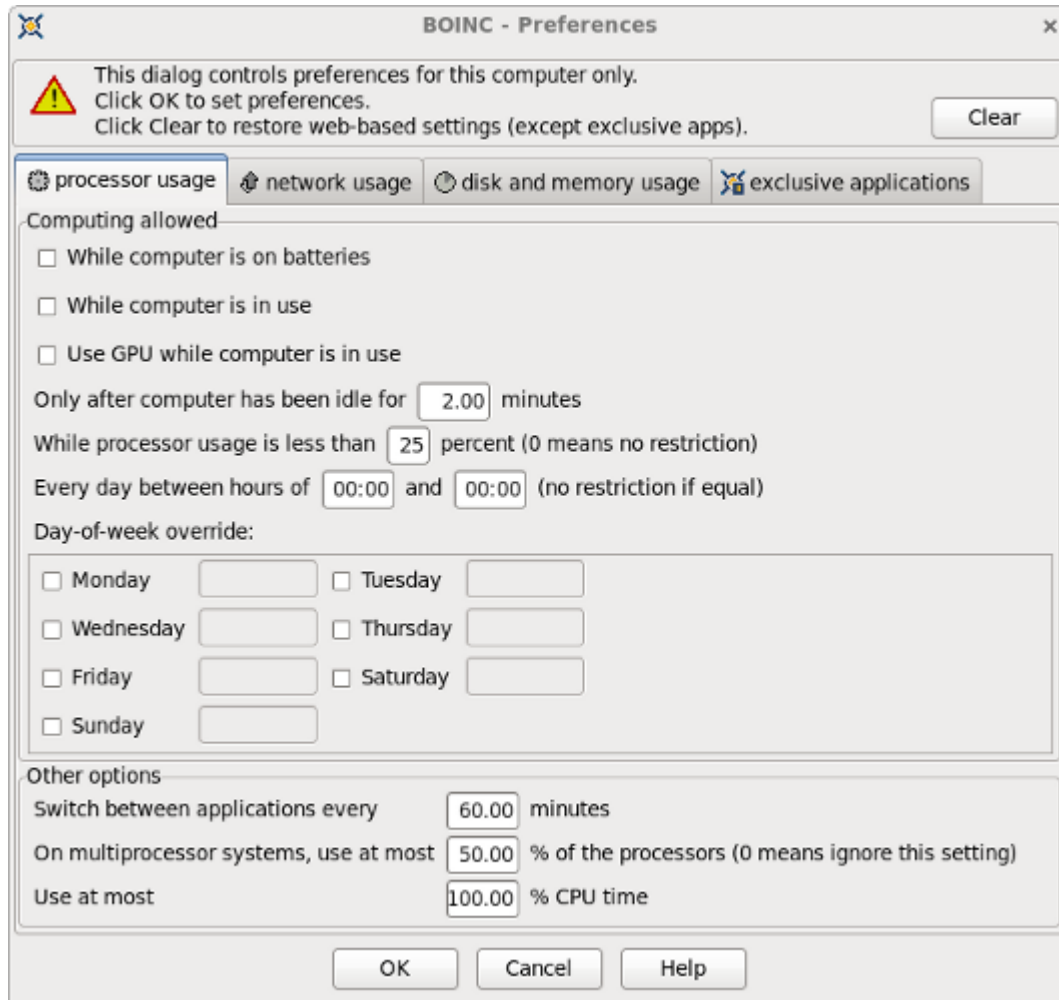 BOINC - Preferences
This dialog controls preferences for this computer only.
Click OK to set preferences.
Click Clear to restore web-based settings (except exclusive apps).
Clear
processor usage network usage disk and memory usage exclusive applications
Computing allowed
While computer is on batteries
While computer is in use
Use GPU while computer is in use
Only after computer has been idle for 2.00 minutes
While processor usage is less than 25 percent (0 means no restriction)
Every day between hours of 00:00 and 00:00 (no restriction if equal)
Day-of-week override:
Monday Tuesday
Wednesday Thursday
Friday Saturday
Sunday
Other options
Switch between applications every 60.00 minutes
On multiprocessor systems, use at most 50.00 % of the processors (0 means ignore this setting)
Use at most 100.00 % CPU time
OK Cancel Help